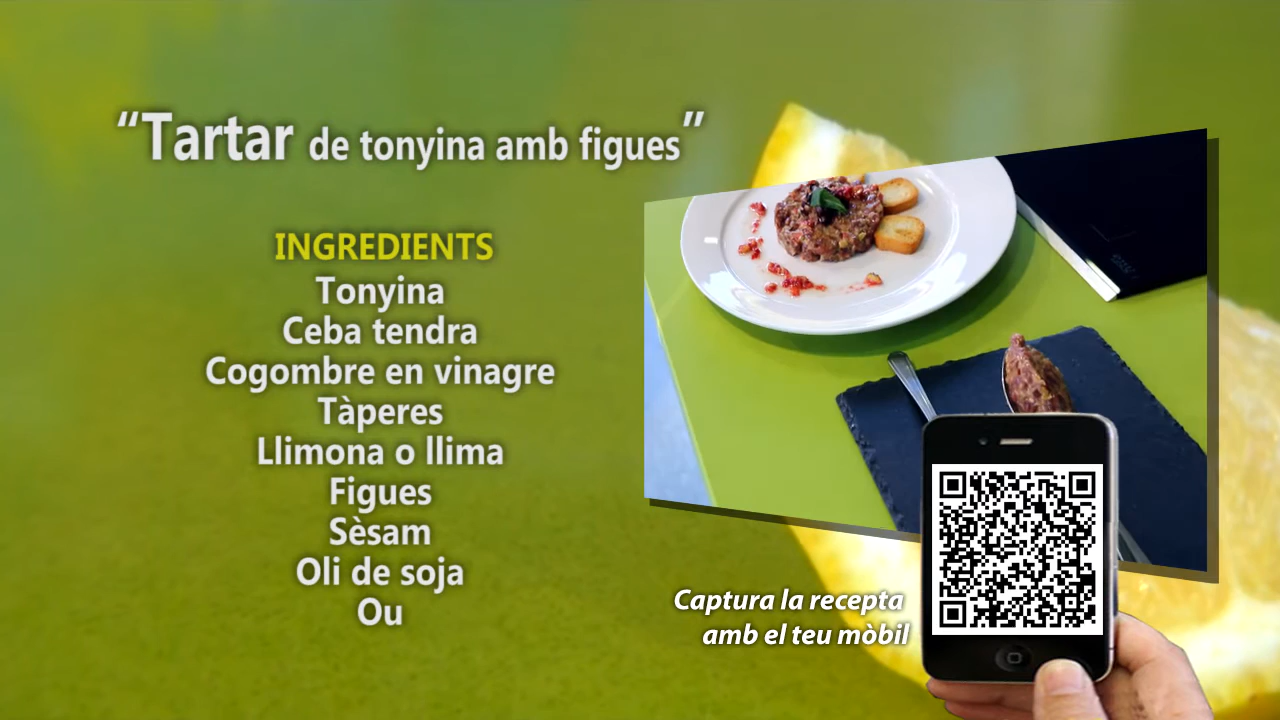 “Tartar de tonyina amb figues”
INGREDIENTS
Tonyina
Ceba tendra
Cogombre en vinagre
Tàperes
Llimona o llima
Figues
Sèsam
Oli de soja
Ou
Captura la recepta
amb el teu mòbil